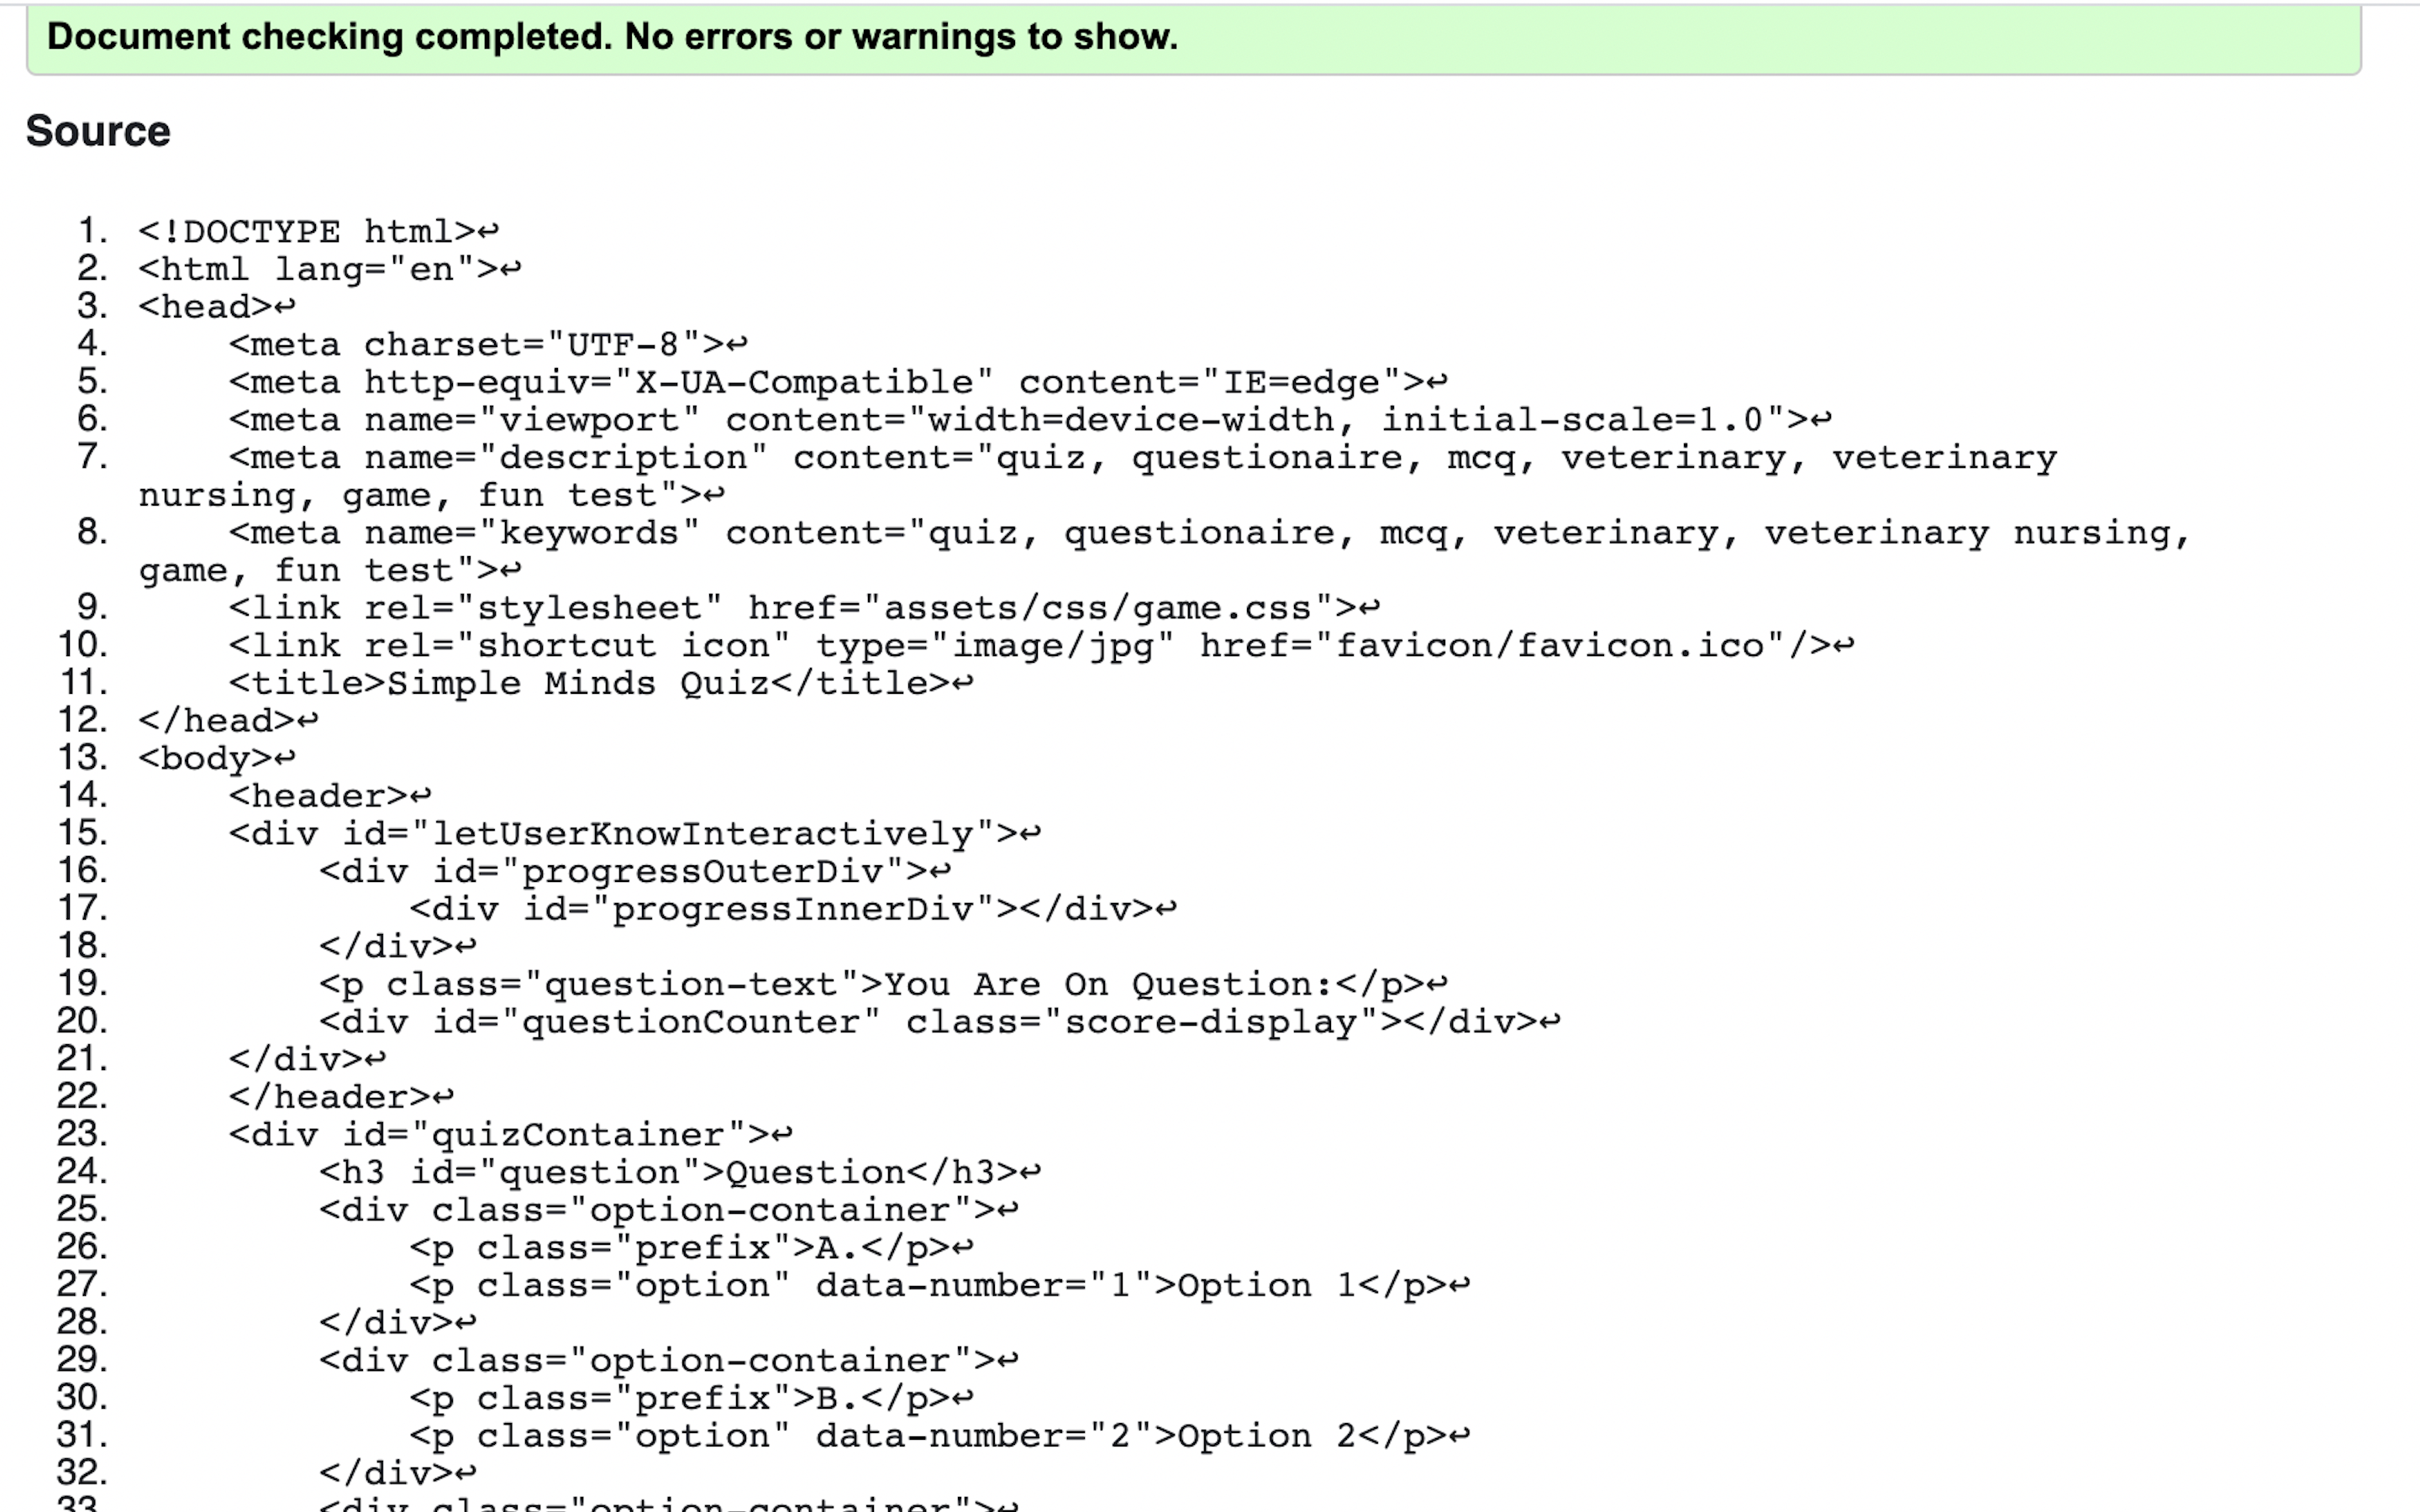 Document checking completed. No errors or warnings to show.
Source
1. <!DOCTYPE html>↩
2. <html lang="en">↩
3. <head>↩
4. <meta charset="UTF-8">↩
5. <meta http-equiv="X-UA-Compatible" content="IE=edge">↩
6. <meta name="viewport" content="width=device-width, initial-scale=1.0">↩
7. <meta name="description" content="quiz, questionaire, mcq, veterinary, veterinary
nursing, game, fun test">↩
8. <meta name="keywords" content="quiz, questionaire, mcq, veterinary, veterinary nursing,
game, fun test">↩
9. <link rel="stylesheet" href="assets/css/game.css">↩
10. <link rel="shortcut icon" type="image/jpg" href="favicon/favicon.ico"/>↩
11. <title>Simple Minds Quiz</title>↩
12. </head>↩
13. <body>↩
14. <header>↩
15. <div id="letUserKnowInteractively">↩
16. <div id="progressOuterDiv">↩
17. <div id="progressInnerDiv"></div>↩
18. </div>↩
19. <p class="question-text">You Are On Question:</p>↩
20. <div id="questionCounter" class="score-display"></div>↩
21. </div>↩
22. </header>↩
23. <div id="quizContainer">↩
24. <h3 id="question">Question</h3>↩
25. <div class="option-container">↩
26. <p class="prefix">A.</p>↩
27. <p class="option" data-number="1">Option 1</p>↩
28. </div>↩
29. <div class="option-container">↩
30. <p class="prefix">B.</p>↩
31. <p class="option" data-number="2">Option 2</p>↩
32. </div>↩
33. <div class="option-container">↩